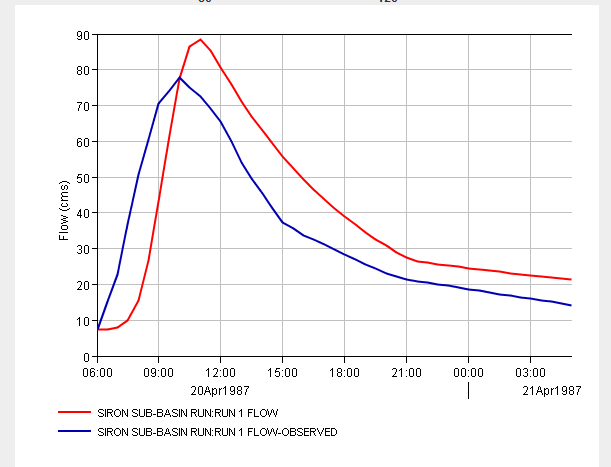 90
80
70
60
50
40
30
20
10
0
Flow (cms)
06:00 09:00 12:00 15:00 18:00 21:00 00:00 03:00
20Apr1987 21Apr1987
SIRON SUB-BASIN RUN:RUN 1 FLOW
SIRON SUB-BASIN RUN:RUN 1 FLOW-OBSERVED